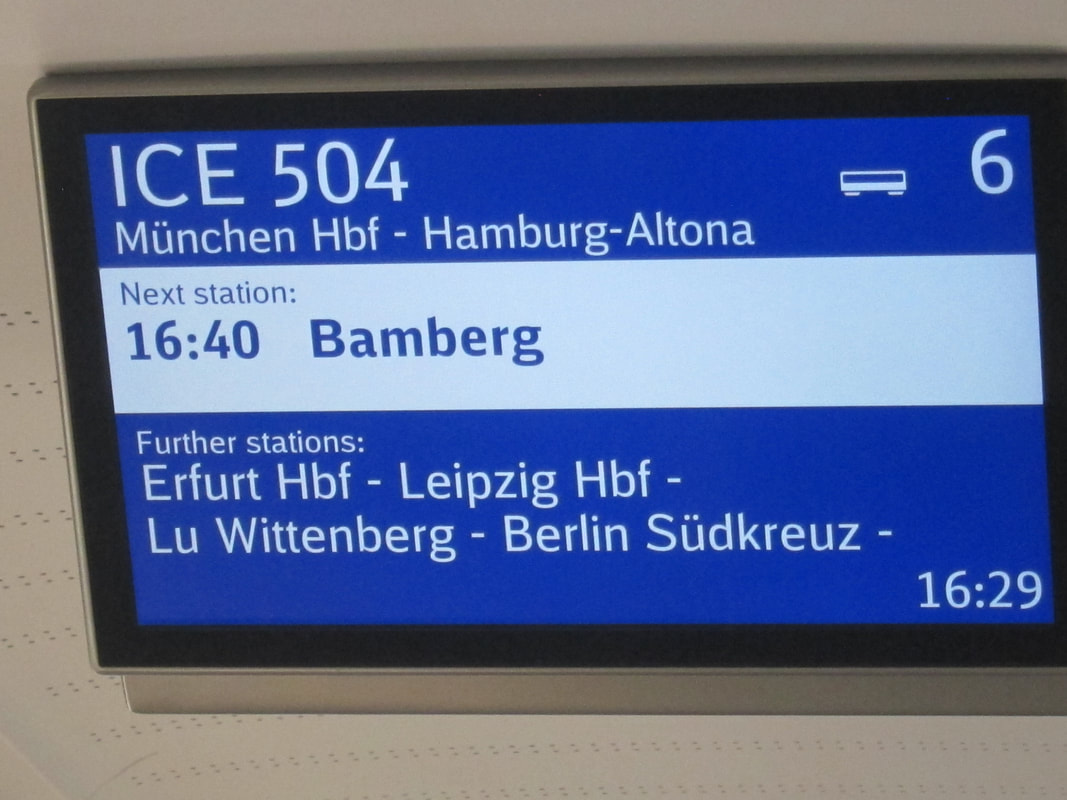 ICE 504 6
München Hbf - Hamburg-Altona
Next station:
16:40 Bamberg
Further stations:
Erfurt Hbf - Leipzig Hbf -
Lu Wittenberg - Berlin Südkreuz -
16:29